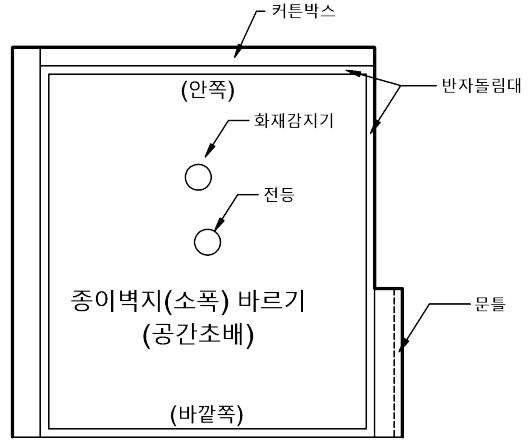 커튼박스
반자돌림대
(안쪽)
화재감지기
전등
종이벽지(소폭) 바르기
(공간초배)
문틀
(바깥쪽)